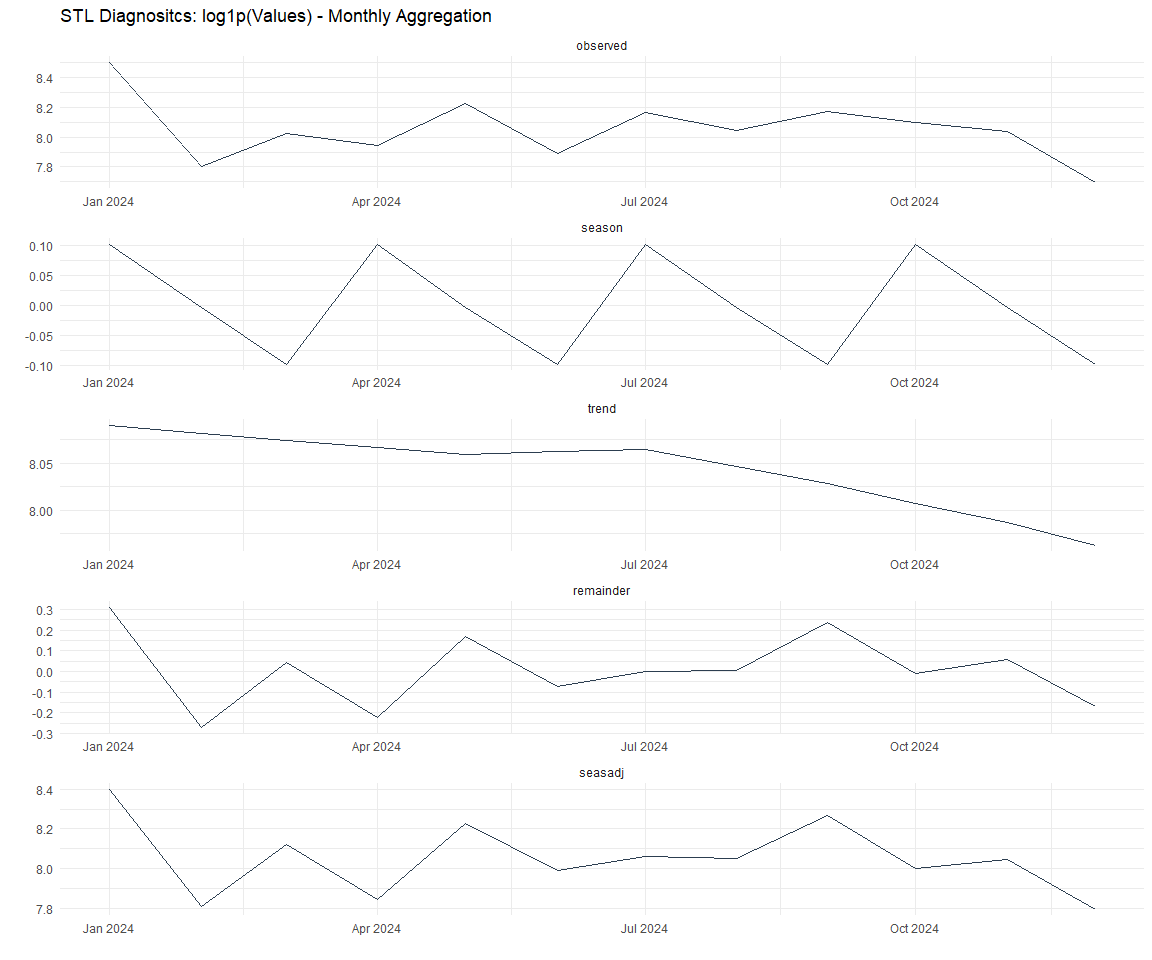 STL Diagnositcs: log1p(Values) - Monthly Aggregation
observed
8.4
8.2
8.0
7.8
Jan 2024 Apr 2024 Jul 2024 Oct 2024
season
0.10
0.05
0.00
-0.05
-0.10
Jan 2024 Apr 2024 Jul 2024 Oct 2024
trend
8.05
8.00
Jan 2024 Apr 2024 Jul 2024 Oct 2024
remainder
0.3
0.2
0.1
0.0
-0.1
-0.2
-0.3
Jan 2024 Apr 2024 Jul 2024 Oct 2024
seasadj
8.4
8.2
8.0
7.8
Jan 2024 Apr 2024 Jul 2024 Oct 2024